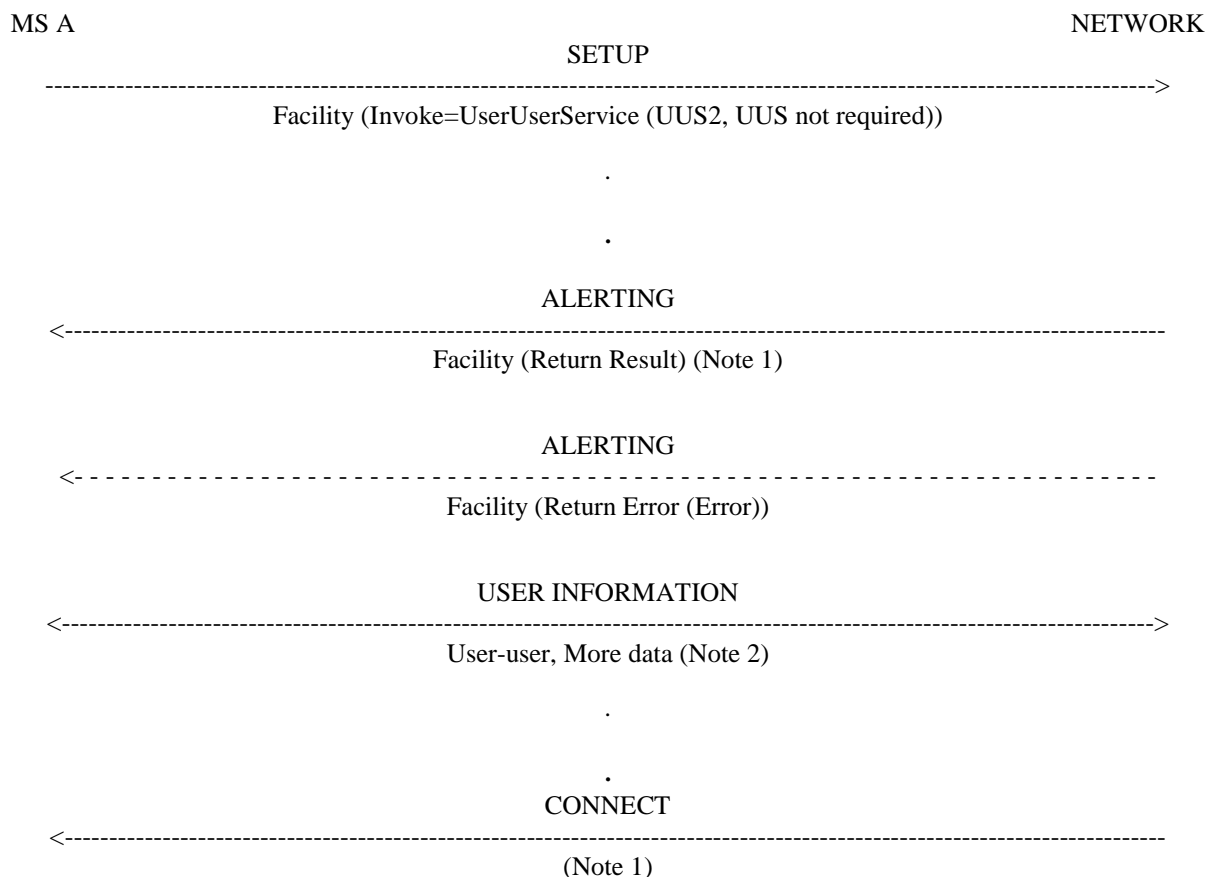 MS A NETWORK
SETUP
------------------------------------------------------------------------------------------------------------------------------>
Facility (Invoke=UserUserService (UUS2, UUS not required))
.
.
ALERTING
<-----------------------------------------------------------------------------------------------------------------------------
Facility (Return Result) (Note 1)
ALERTING
<- - - - - - - - - - - - - - - - - - - - - - - - - - - - - - - - - - - - - - - - - - - - - - - - - - - - - - - - - - - - - - - - - - - - - - -
Facility (Return Error (Error))
USER INFORMATION
<---------------------------------------------------------------------------------------------------------------------------->
User-user, More data (Note 2)
.
.
CONNECT
<-----------------------------------------------------------------------------------------------------------------------------
(Note 1)